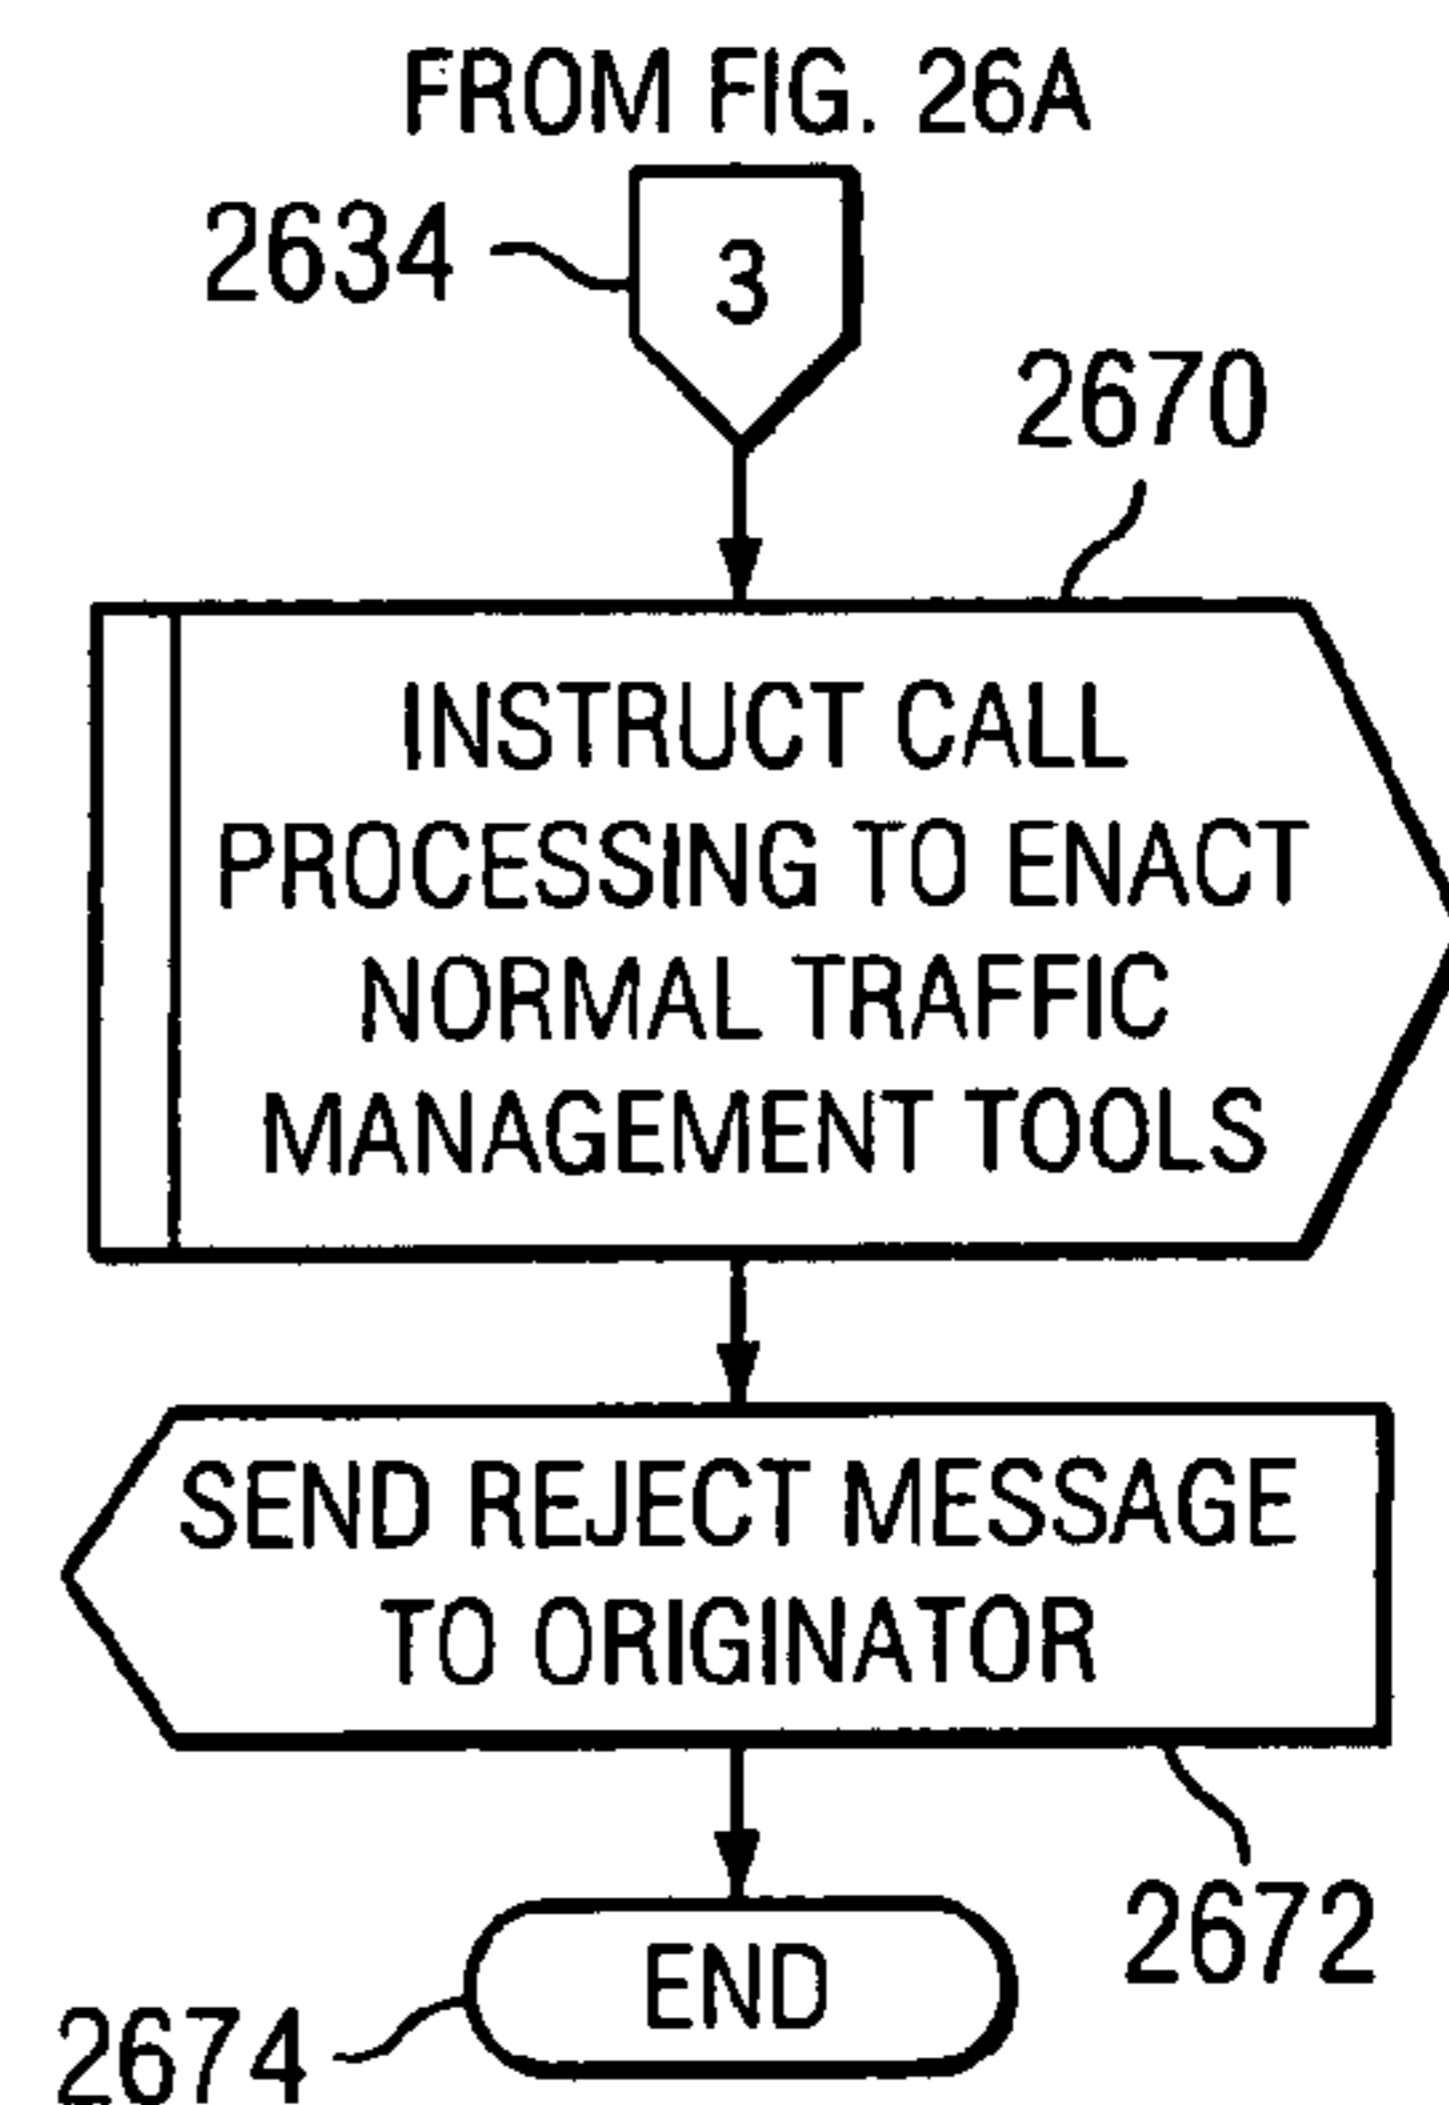 FROM FIG. 26A
2634
3
2670
INSTRUCT CALL
PROCESSING TO ENACT
NORMAL TRAFFIC
MANAGEMENT TOOLS
SEND REJECT MESSAGE
TO ORIGINATOR
2672
END
2674